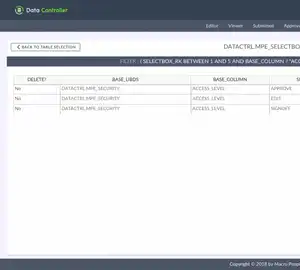 Data Controller
Editor Viewer Submitted Approve
< BACK TO TABLE SELECTION
DATACTRL.MPE_SELECTBO
FILTER : ( SELECTBOX_RK BETWEEN 1 AND 3 AND BASE_COLUMN = "ACC
DELETE? BASE_LIBDS BASE_COLUMN S
No DATACTRL.MPE_SECURITY ACCESS_LEVEL APPROVE
No DATACTRL.MPE_SECURITY ACCESS_LEVEL EDIT
No DATACTRL.MPE_SECURITY ACCESS_LEVEL
Copyright © 2018 by Macro Peop